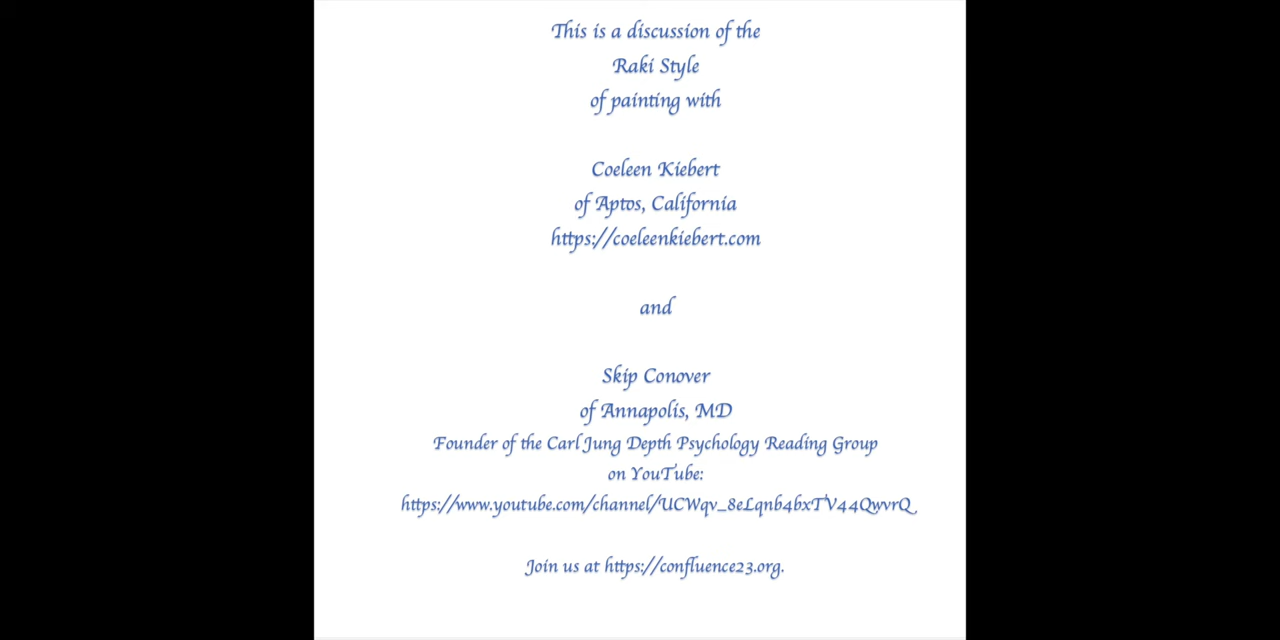 This is a discussion of the
Raki Style
of painting with
Coeleen Kiebert
of Aptos, California
https://coeleenkiebert.com
and
Skip Conover
of Annapolis, MD
Founder of the Carl Jung Depth Psychology Reading Group
on YouTube:
https://www.youtube.com/channel/UCWqv_8eLqnb4bxTV44QwvrQ
Join us at https://confluence23.org.